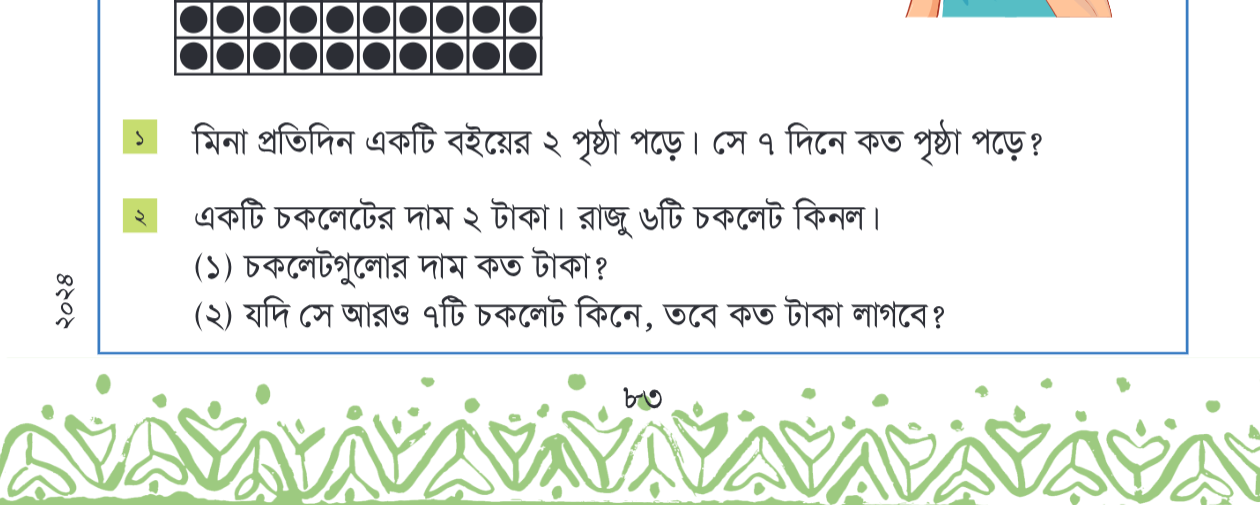 ১ মিনা প্রতিদিন একটি বইয়ের ২ পৃষ্ঠা পড়ে। সে ৭ দিনে কত পৃষ্ঠা পড়ে?
২ একটি চকলেটের দাম ২ টাকা। রাজু ৬টি চকলেট কিনল।
(১) চকলেটগুলোর দাম কত টাকা?
(২) যদি সে আরও ৭টি চকলেট কিনে, তবে কত টাকা লাগবে?
২০২৪
৮৩